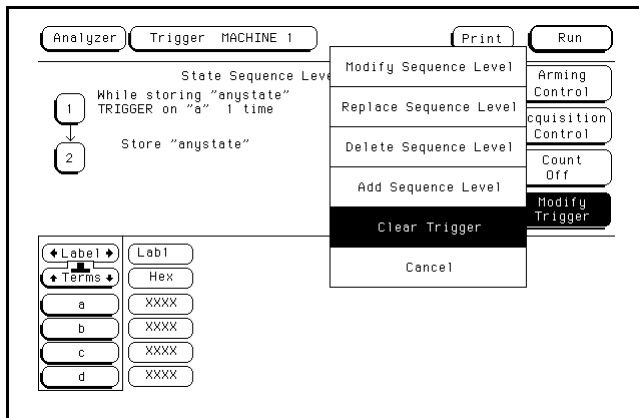 Analyzer Trigger MACHINE 1 Print Run
State Sequence Leve
While storing "anystate"
1 TRIGGER on "a" 1 time
2 Store "anystate"
Modify Sequence Level
Replace Sequence Level
Delete Sequence Level
Add Sequence Level
Clear Trigger
Cancel
Arming
Control
cquisition
Control
Count
Off
Modify
Trigger
Label Lab1
Terms Hex
a XXXX
b XXXX
c XXXX
d XXXX